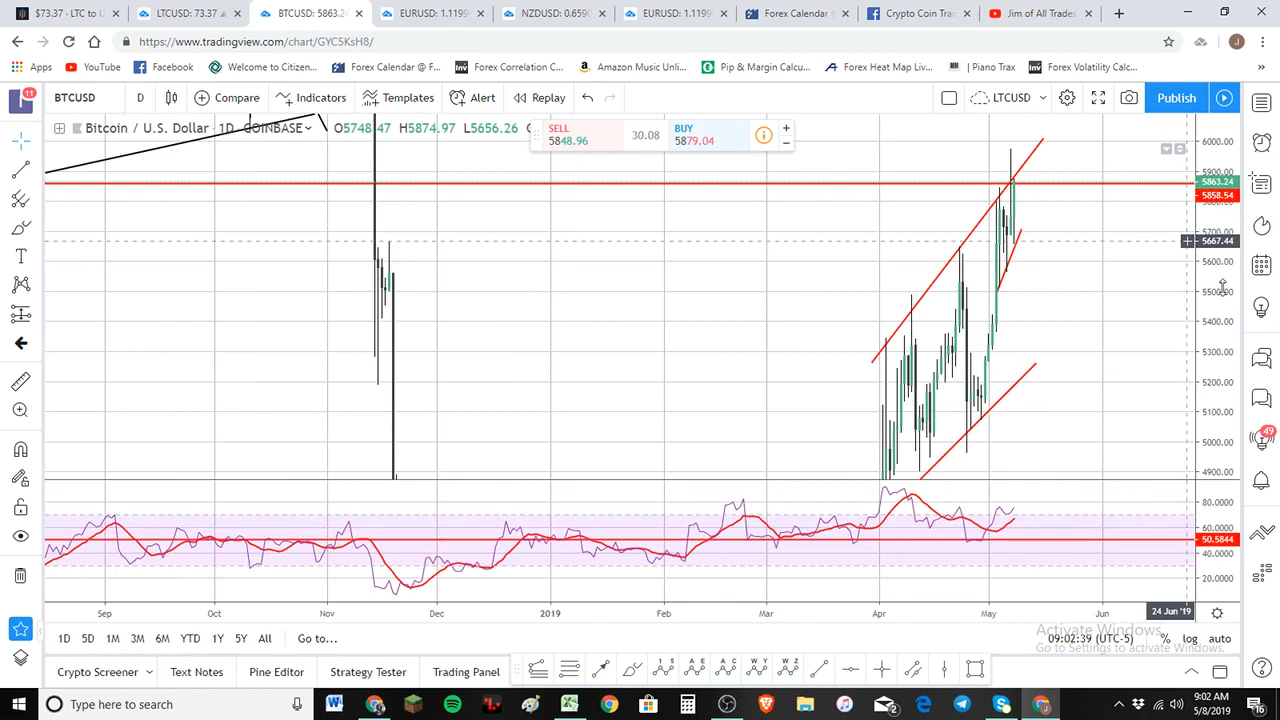 $73.37 - LTC to U
LTCUSD: 73.37 ▲
BTCUSD: 5863.2
EURUSD: 1.1199
NZDUSD: 0.6590
EURUSD: 1.1199
Forex Calendar @ F
Crypto Coin Trad
Jim of All Trades
https://www.tradingview.com/chart/GYC5KsH8/
J
Apps
YouTube
Facebook
Welcome to Citizen...
Forex Calendar @ F...
Forex Correlation C...
Amazon Music Unli...
Pip & Margin Calcu...
Forex Heat Map Liv...
Piano Trax
Forex Volatility Calc...
»
11
BTCUSD
D
Compare
Indicators
Templates
Alert
Replay
LTCUSD
Publish
Bitcoin / U.S. Dollar · 1D COINBASE
O5748.47 H5874.97 L5656.26
SELL
5848.96
30.08
BUY
5879.04
6000.00
5900.00
5863.24
5858.54
5800.00
5700.00
5667.44
5600.00
5500.00
5400.00
5300.00
5200.00
5100.00
5000.00
4900.00
80.0000
60.0000
50.5844
40.0000
20.0000
49
Sep
Oct
Nov
Dec
2019
Feb
Mar
Apr
May
Jun
24 Jun '19
1D
5D
1M
3M
6M
YTD
1Y
5Y
All
Go to...
09:02:39 (UTC-5)
%
log
auto
Activate Windows
Go to Settings to activate Windows.
Crypto Screener
Text Notes
Pine Editor
Strategy Tester
Trading Panel
Type here to search
2
9:02 AM
5/8/2019
16